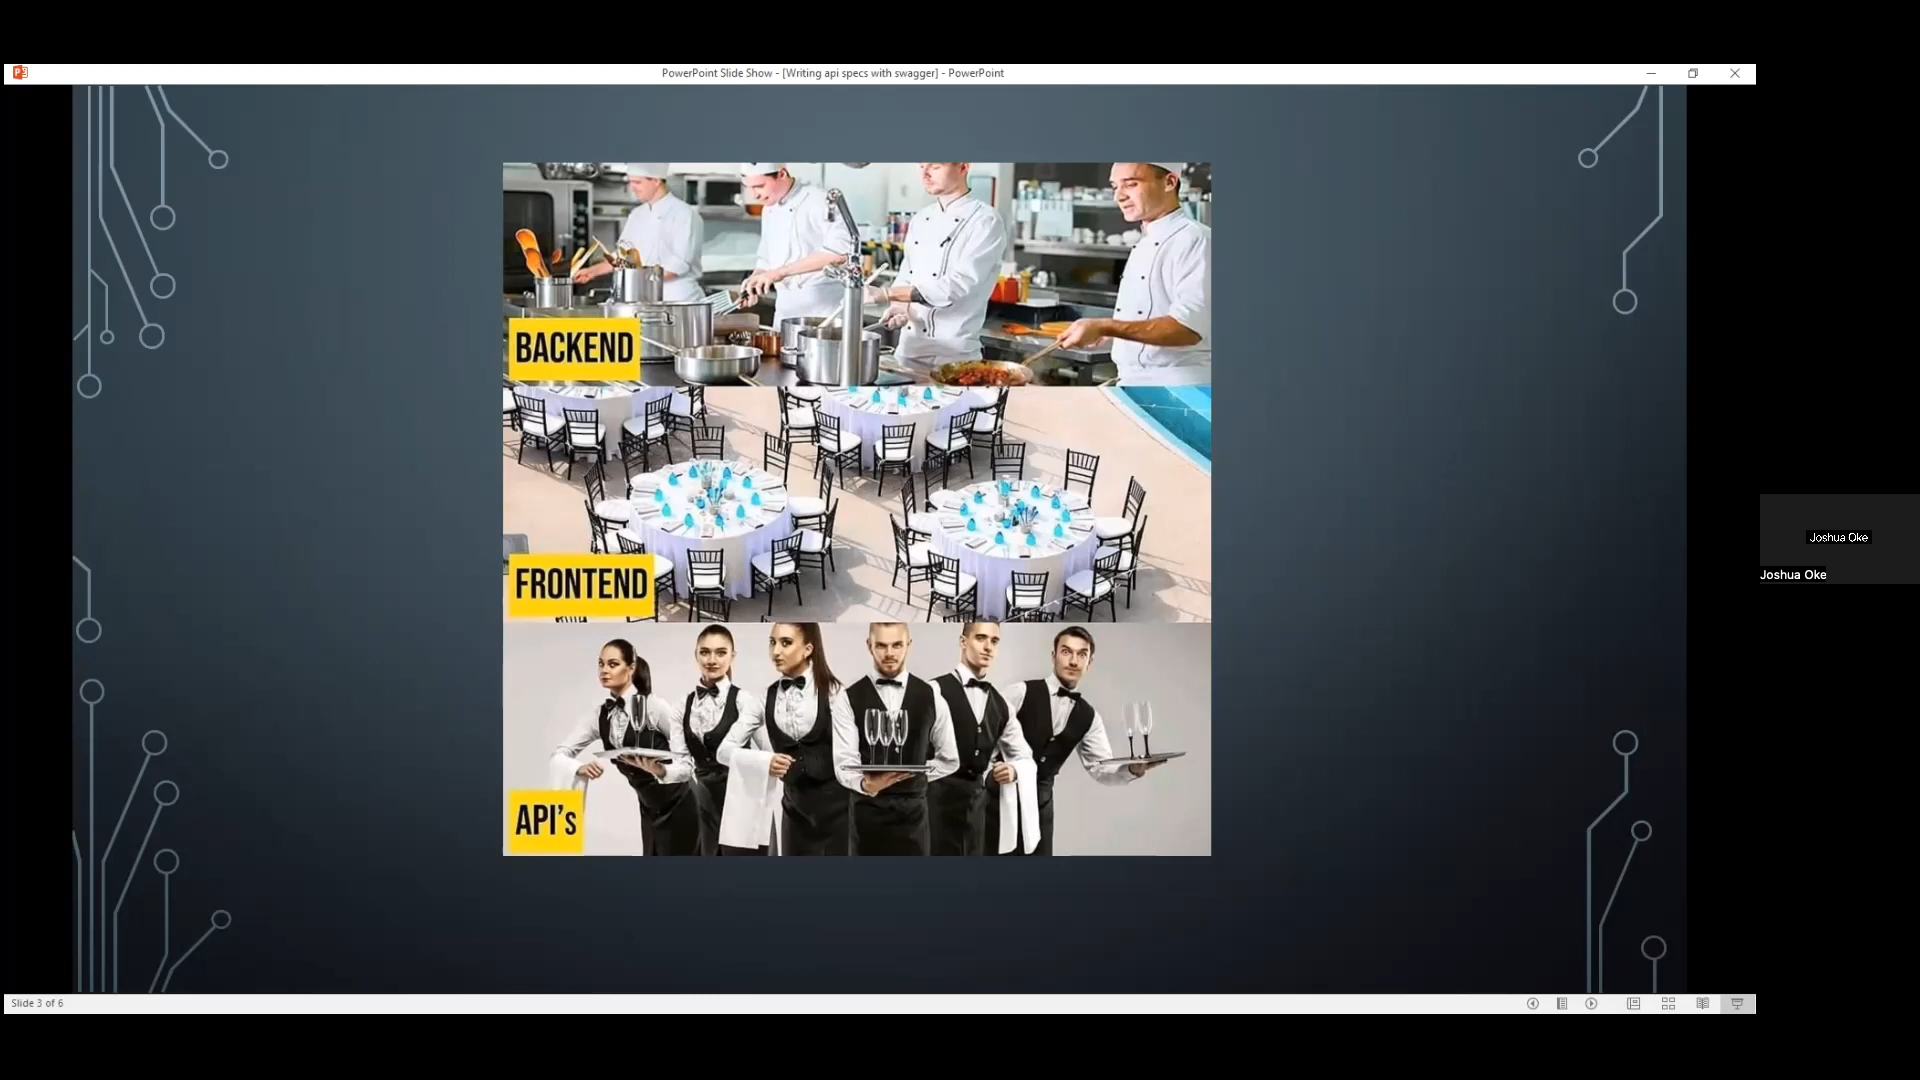 PowerPoint Slide Show - [Writing api specs with swagger] - PowerPoint
BACKEND
FRONTEND
API's
Joshua Oke
Joshua Oke
Slide 3 of 6